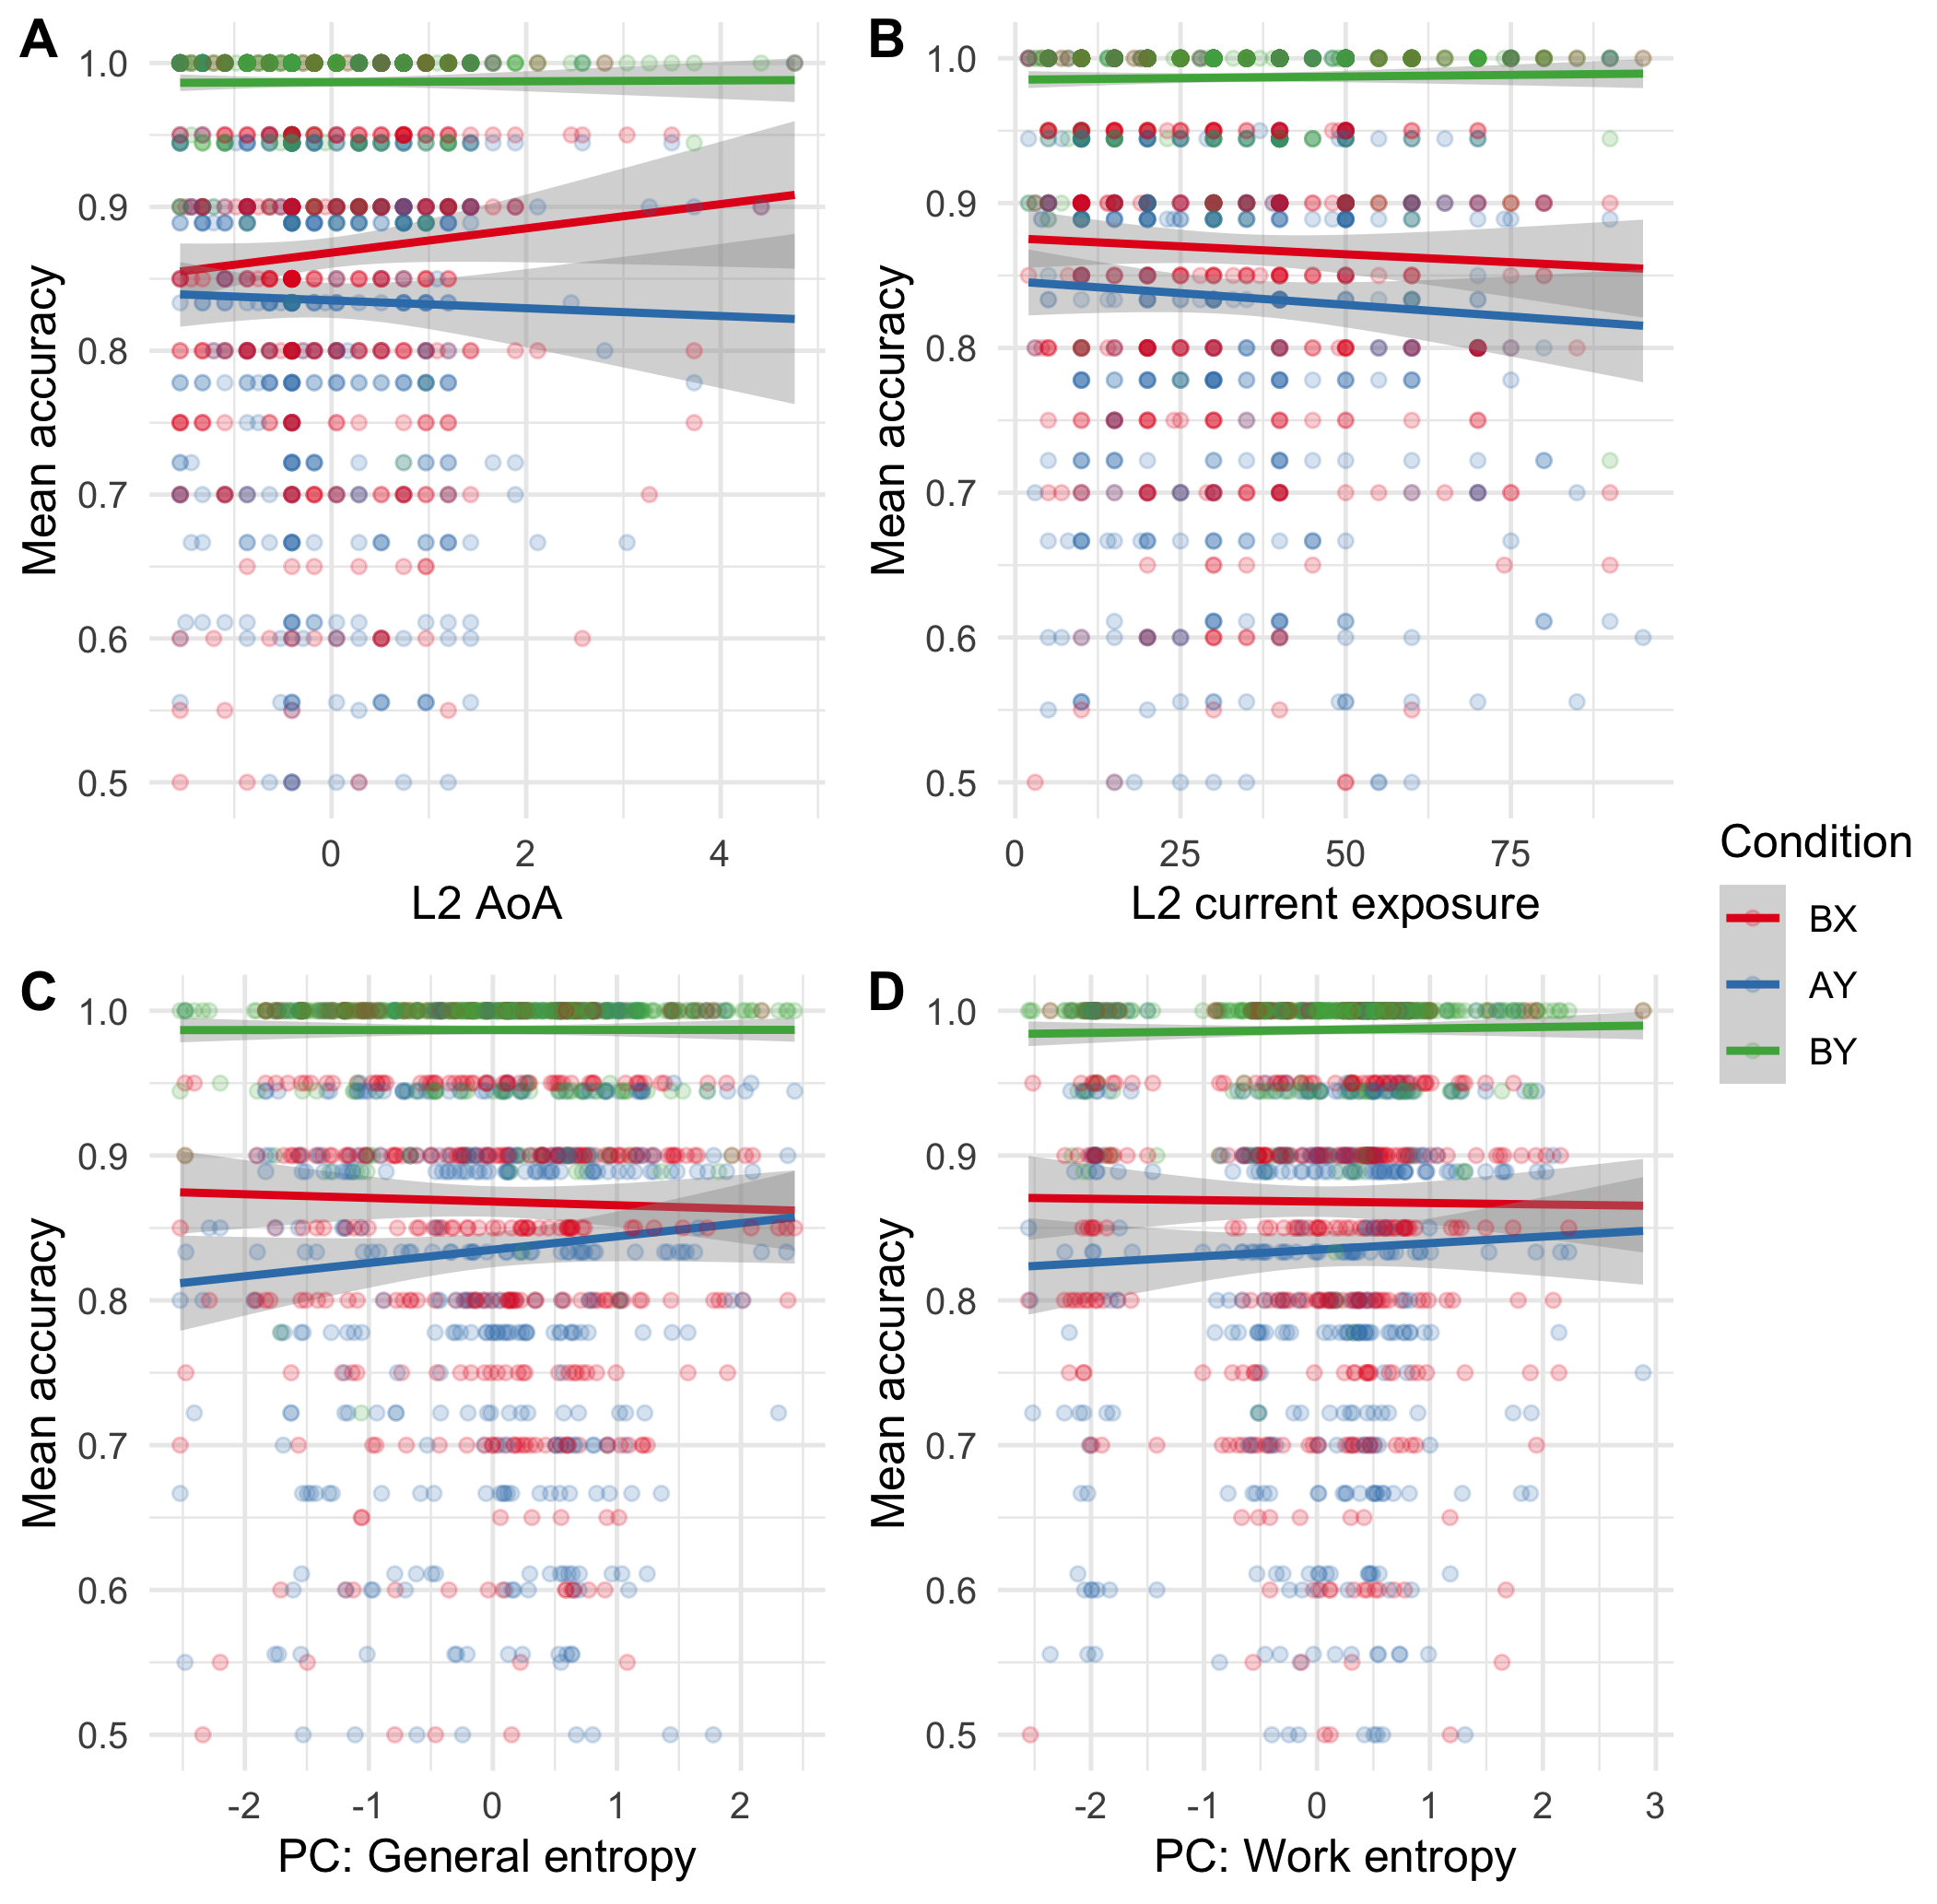 A
B
1.0
0.9
0.8
0.7
0.6
0.5
Mean accuracy
0 2 4
L2 AoA
1.0
0.9
0.8
0.7
0.6
0.5
Mean accuracy
0 25 50 75
L2 current exposure
Condition
BX
AY
BY
C
D
1.0
0.9
0.8
0.7
0.6
0.5
Mean accuracy
-2 -1 0 1 2
PC: General entropy
1.0
0.9
0.8
0.7
0.6
0.5
Mean accuracy
-2 -1 0 1 2 3
PC: Work entropy